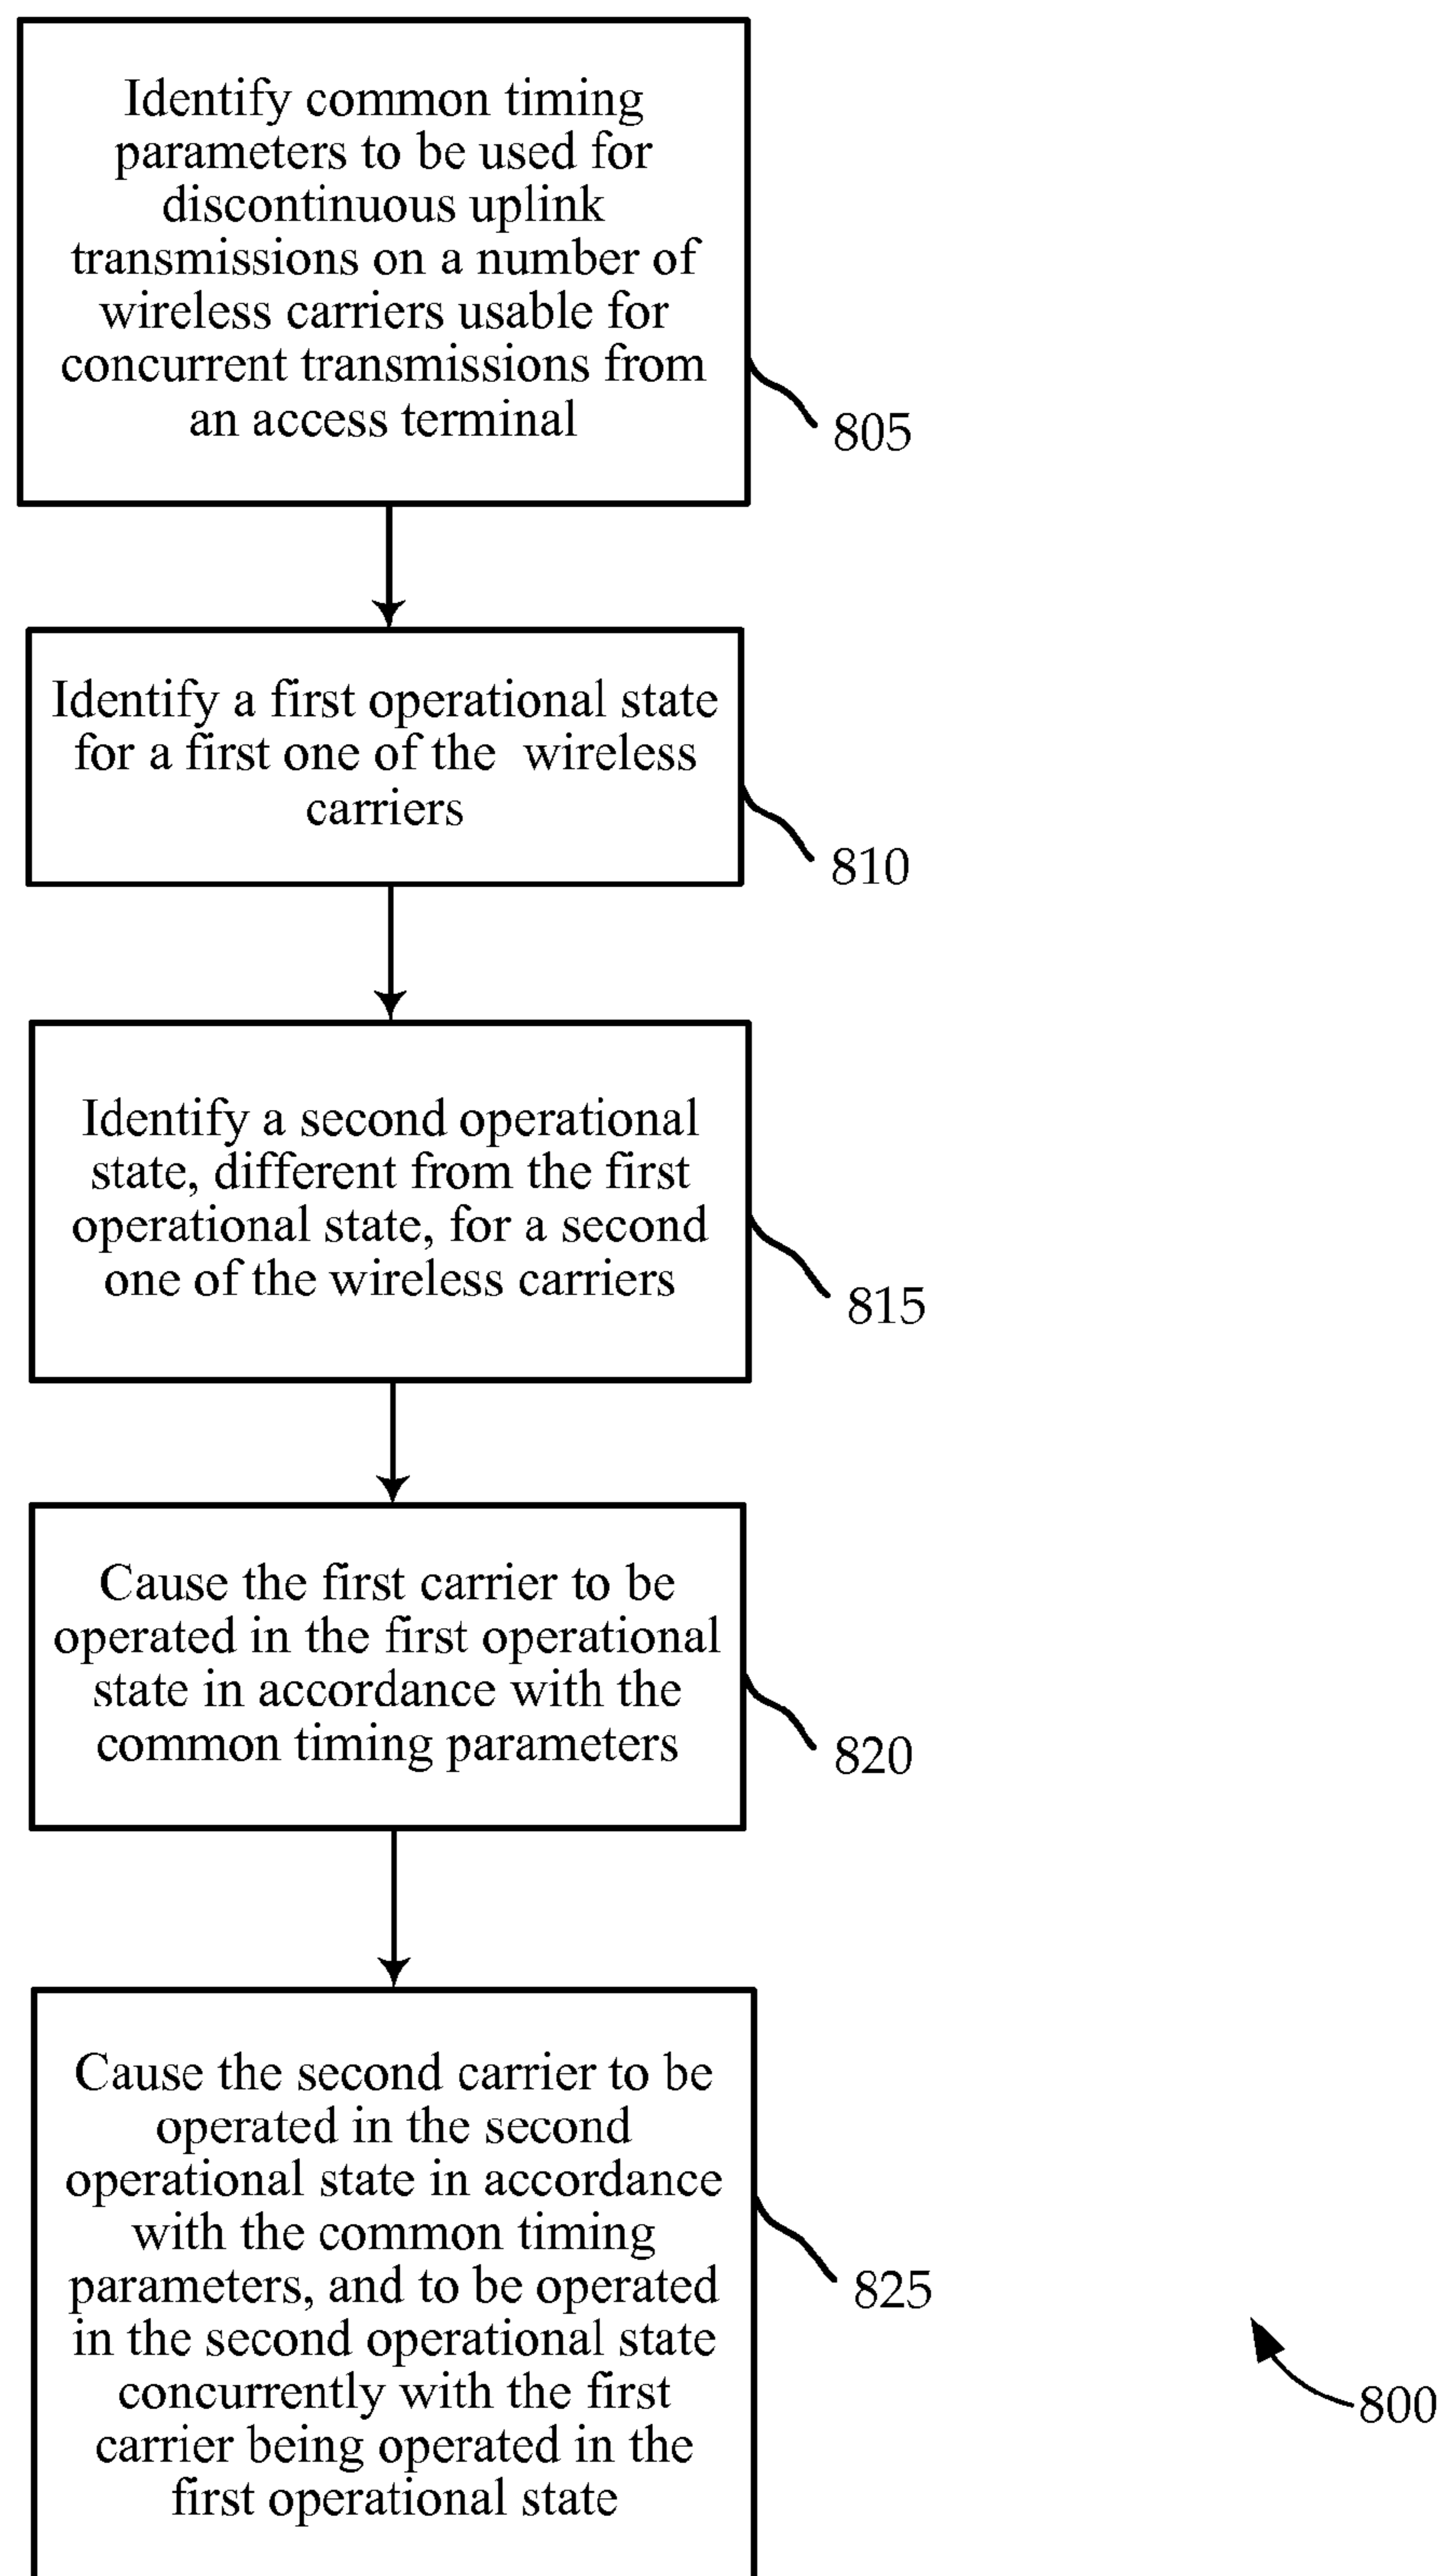 Identify common timing
parameters to be used for
discontinuous uplink
transmissions on a number of
wireless carriers usable for
concurrent transmissions from
an access terminal
805
Identify a first operational state
for a first one of the wireless
carriers
810
Identify a second operational
state, different from the first
operational state, for a second
one of the wireless carriers
815
Cause the first carrier to be
operated in the first operational
state in accordance with the
common timing parameters
820
Cause the second carrier to be
operated in the second
operational state in accordance
with the common timing
parameters, and to be operated
in the second operational state
concurrently with the first
carrier being operated in the
first operational state
825
800